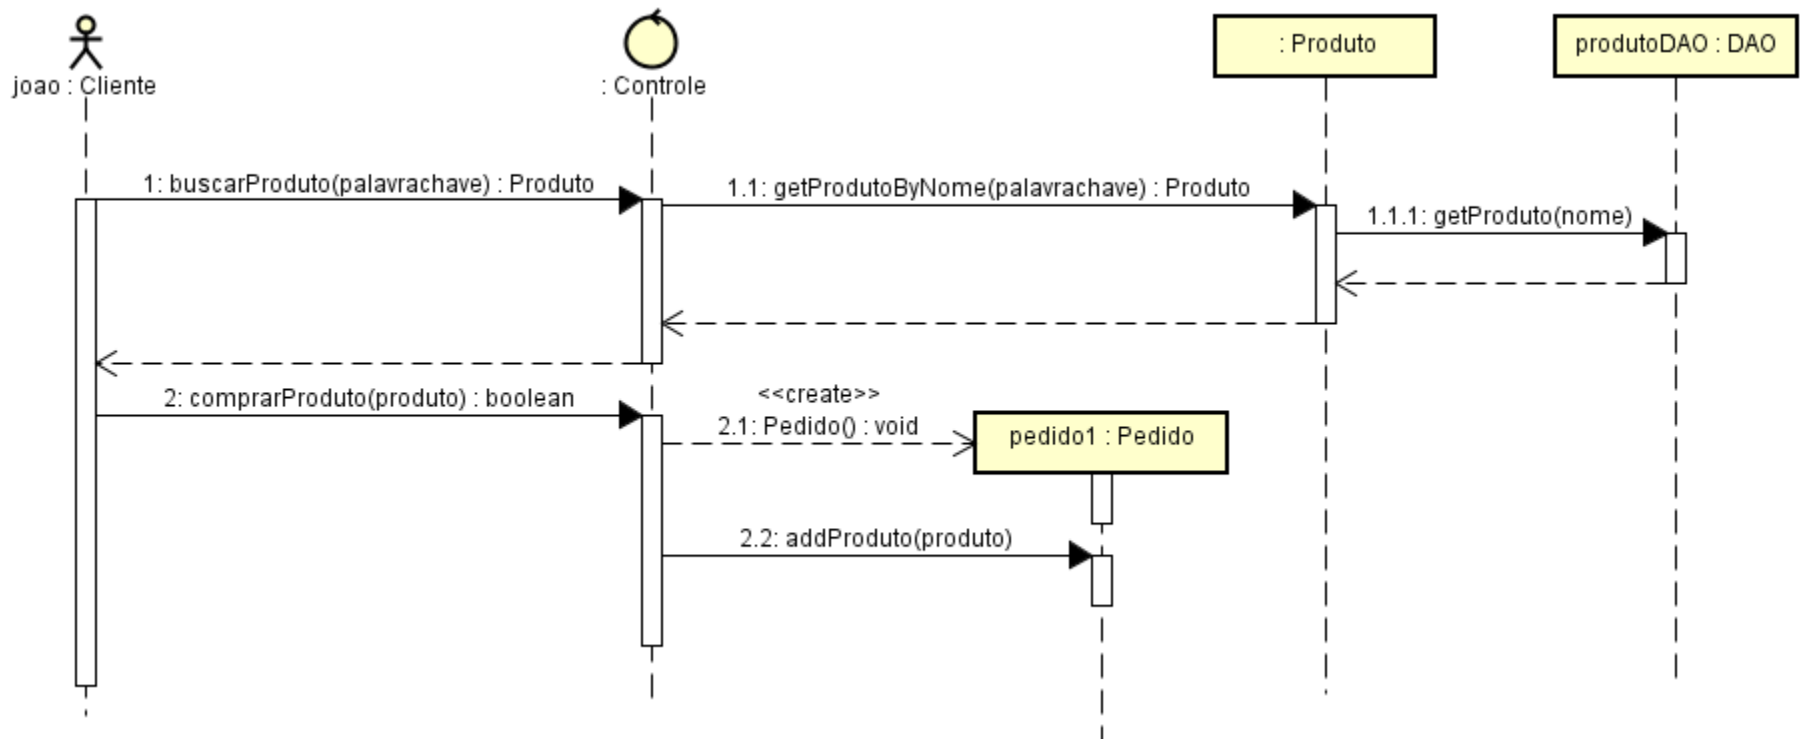 joao : Cliente
: Controle
: Produto
produtoDAO : DAO
1: buscarProduto(palavrachave) : Produto
1.1: getProdutoByNome(palavrachave) : Produto
1.1.1: getProduto(nome)
2: comprarProduto(produto) : boolean
<<create>>
2.1: Pedido() : void
pedido1 : Pedido
2.2: addProduto(produto)